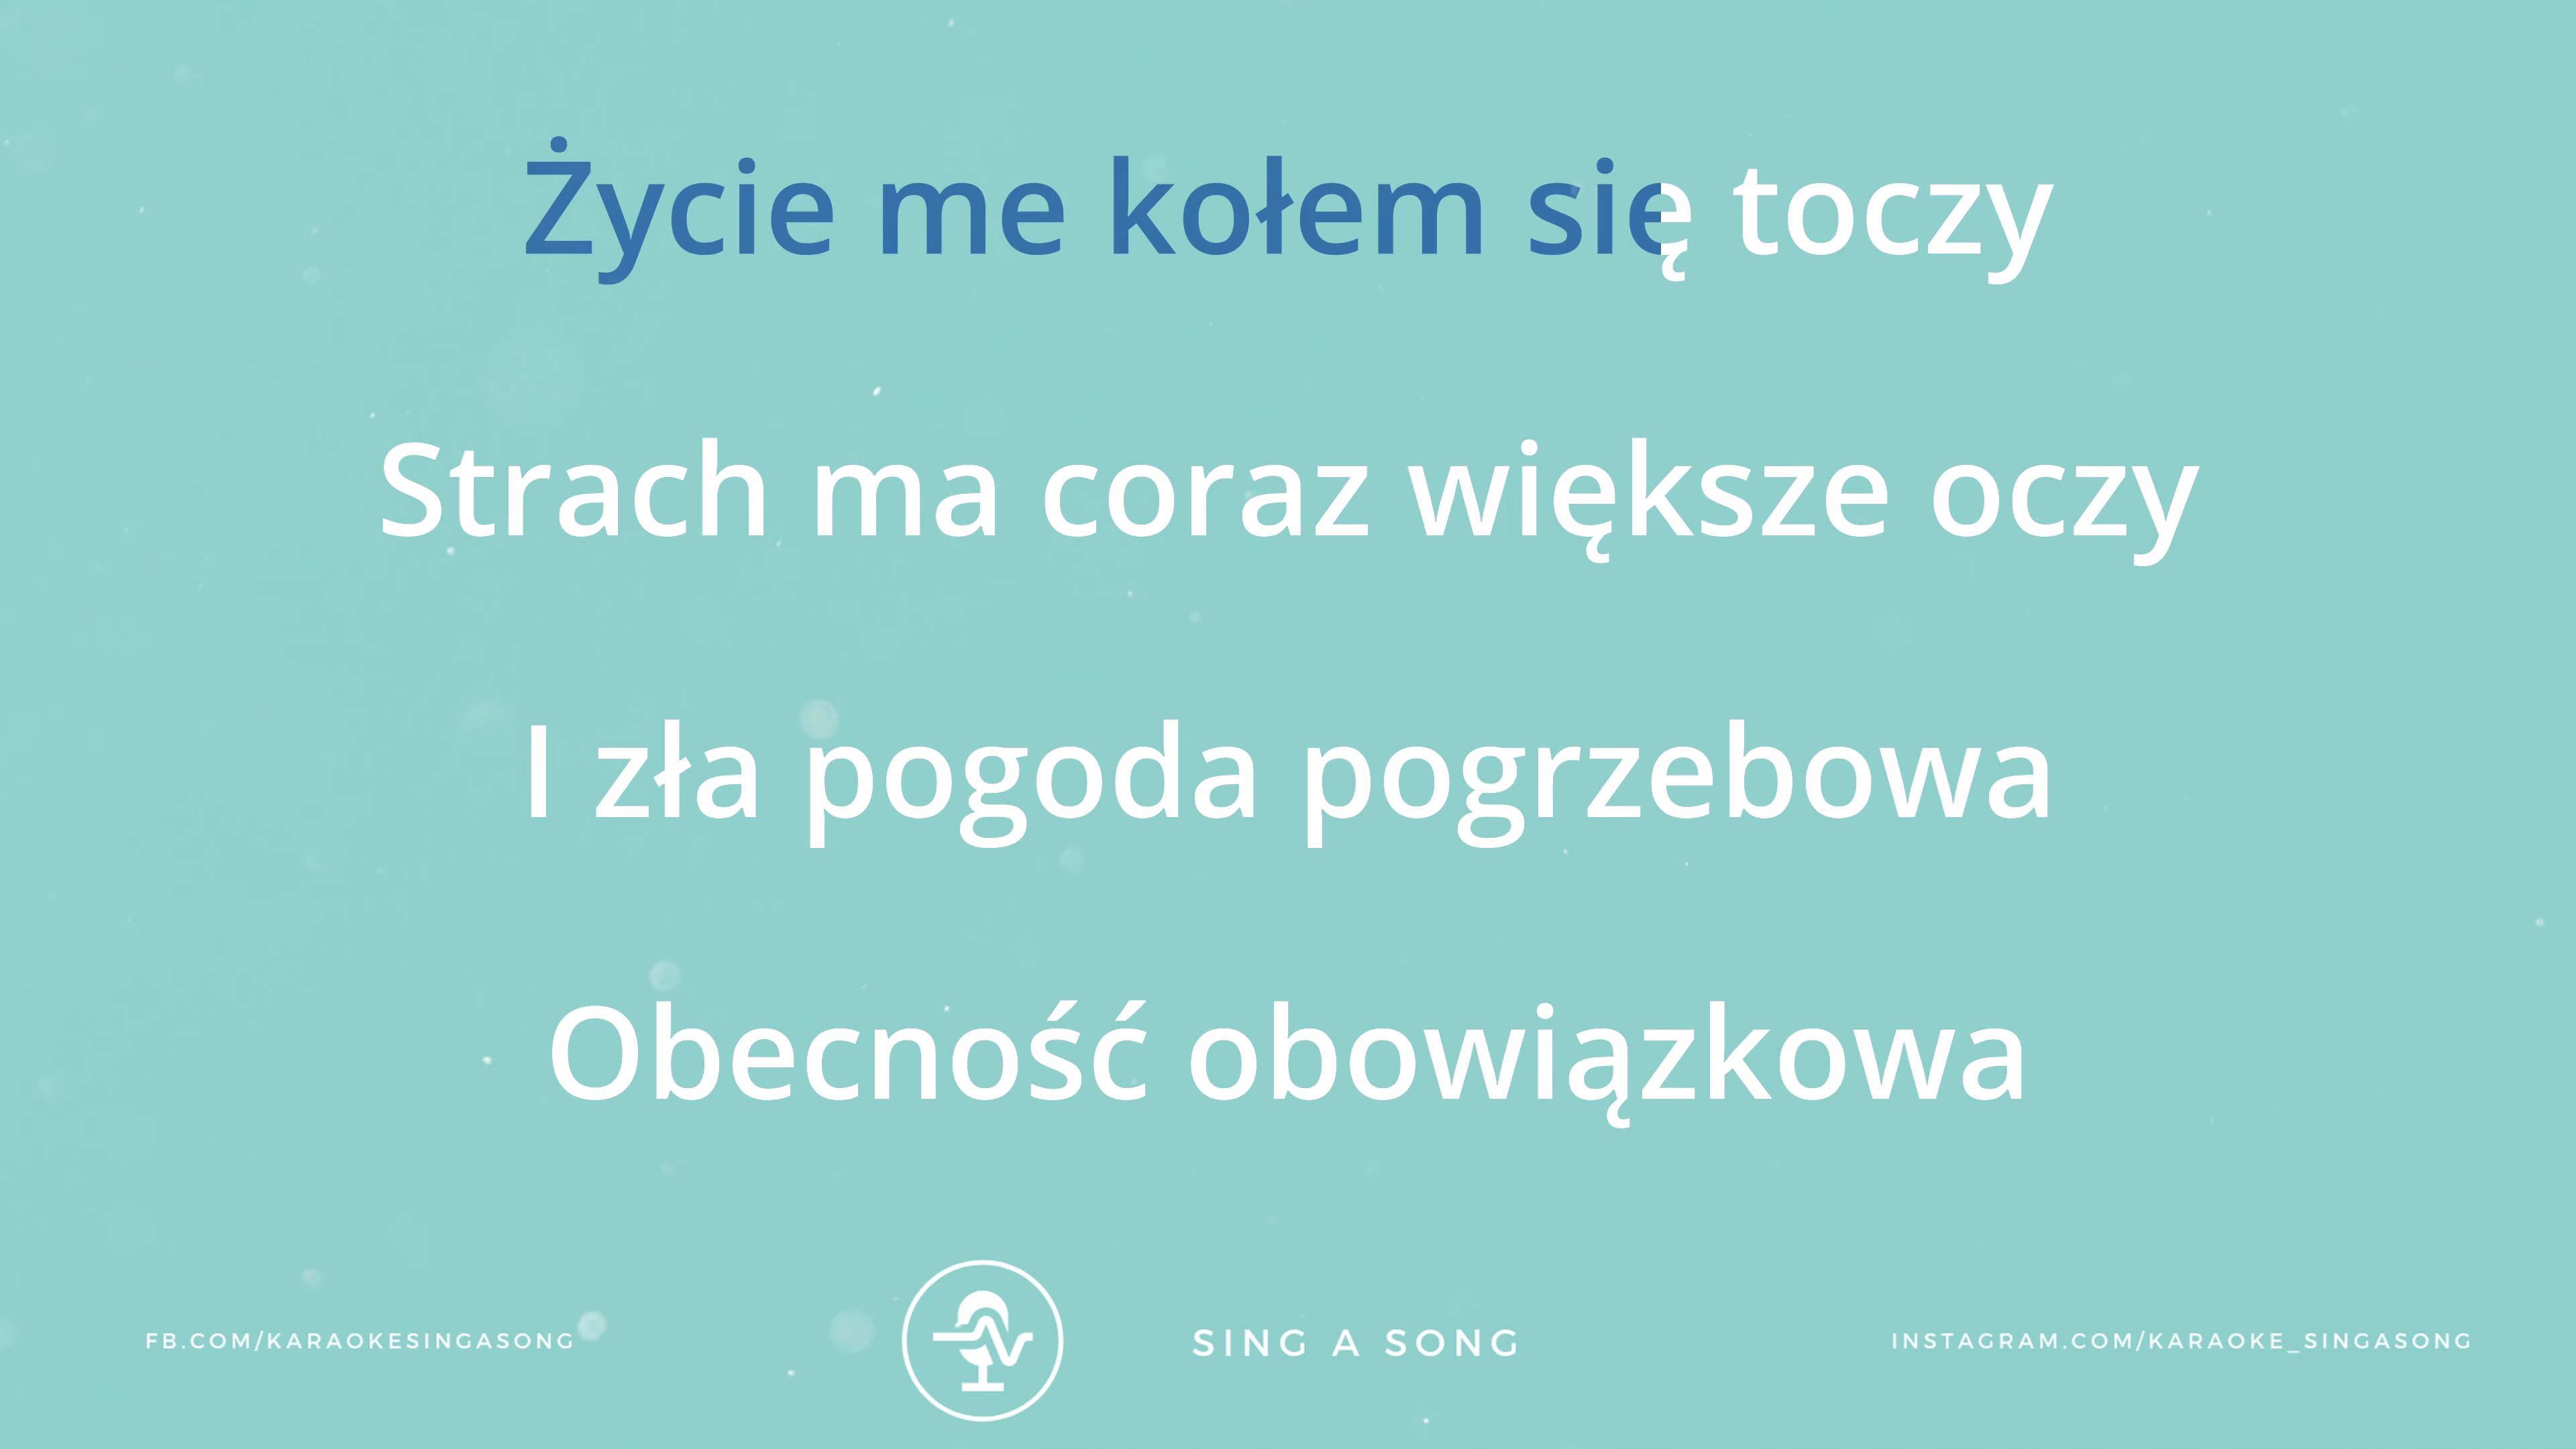 Życie me kołem się toczy
Strach ma coraz większe oczy
I zła pogoda pogrzebowa
Obecność obowiązkowa
FB.COM/KARAOKESINGASONG
SING A SONG
INSTAGRAM.COM/KARAOKE_SINGASONG